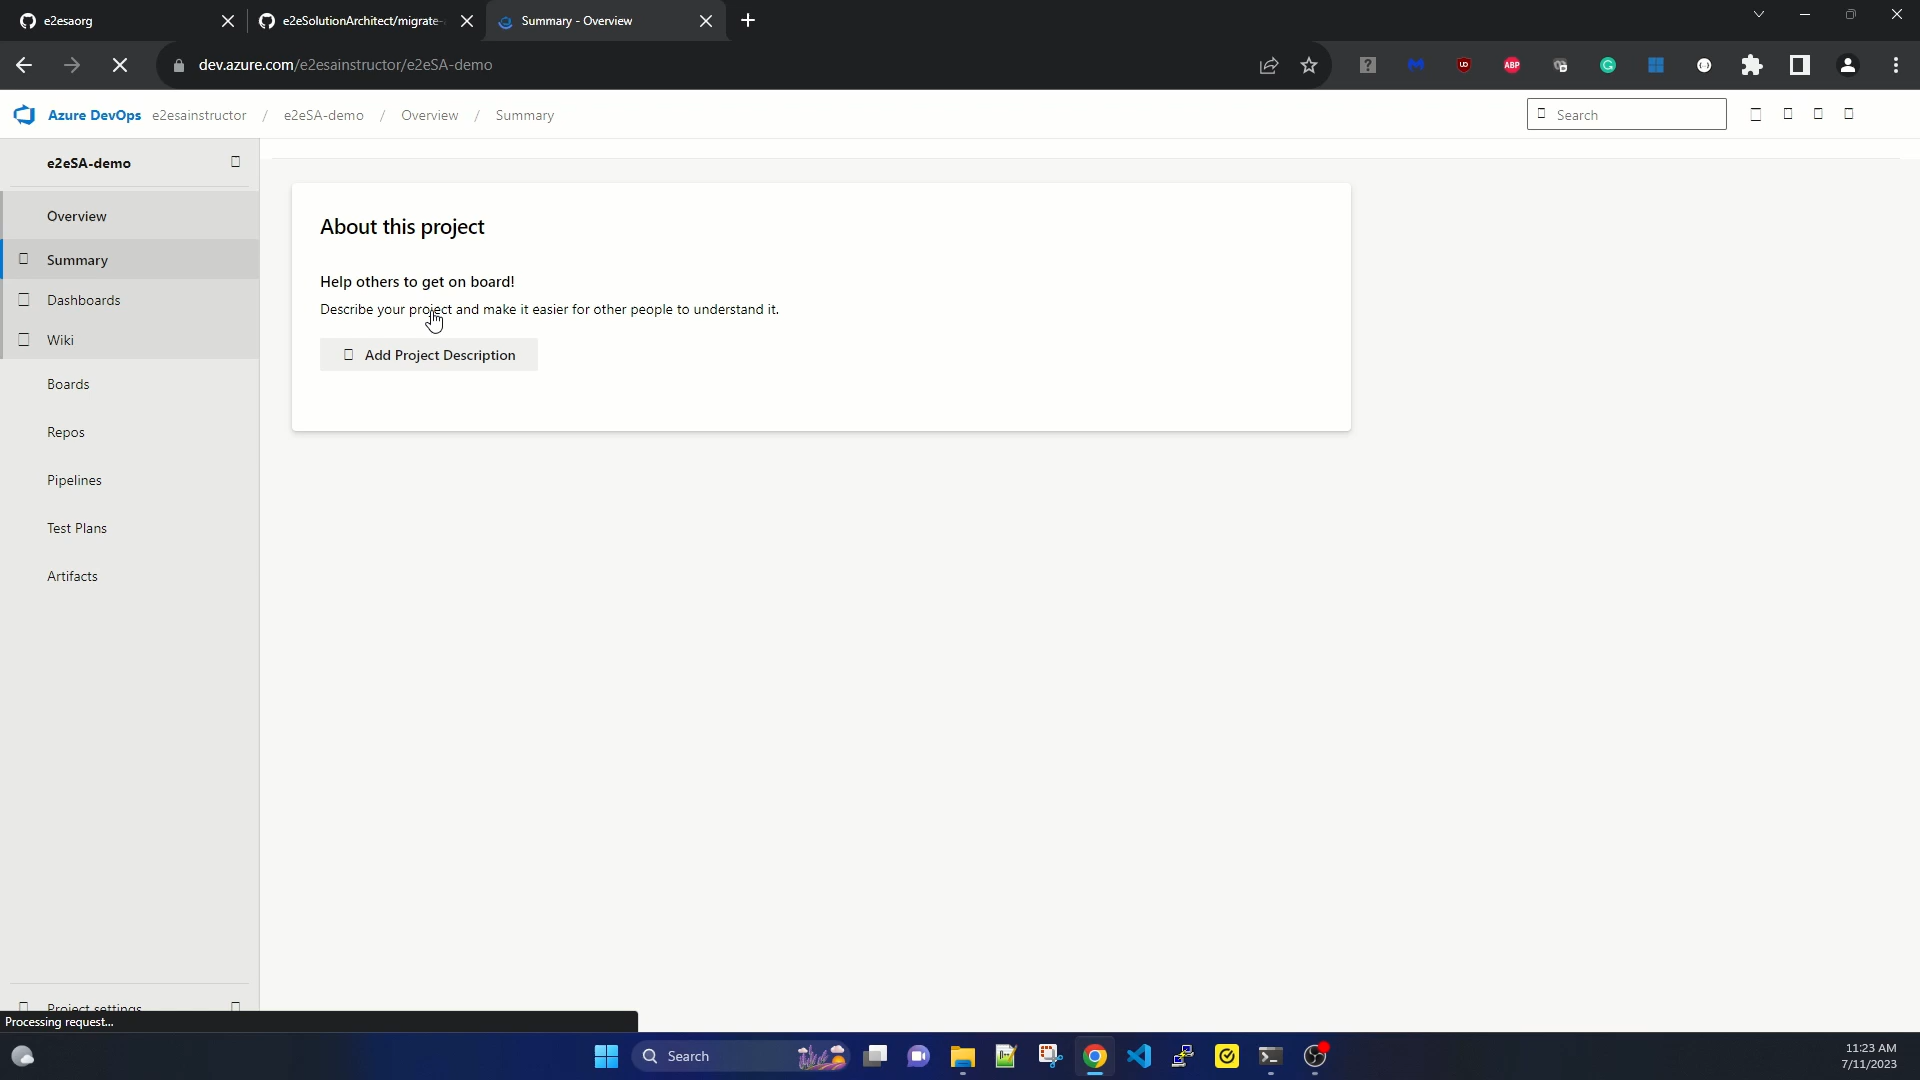 e2esaorg
e2eSolutionArchitect/migrate-
Summary - Overview
dev.azure.com/e2esainstructor/e2eSA-demo
Azure DevOps e2esainstructor / e2eSA-demo / Overview / Summary
Search
e2eSA-demo
Overview
Summary
Dashboards
Wiki
Boards
Repos
Pipelines
Test Plans
Artifacts
Project settings
About this project
Help others to get on board!
Describe your project and make it easier for other people to understand it.
Add Project Description
Processing request...
Search
11:23 AM
7/11/2023